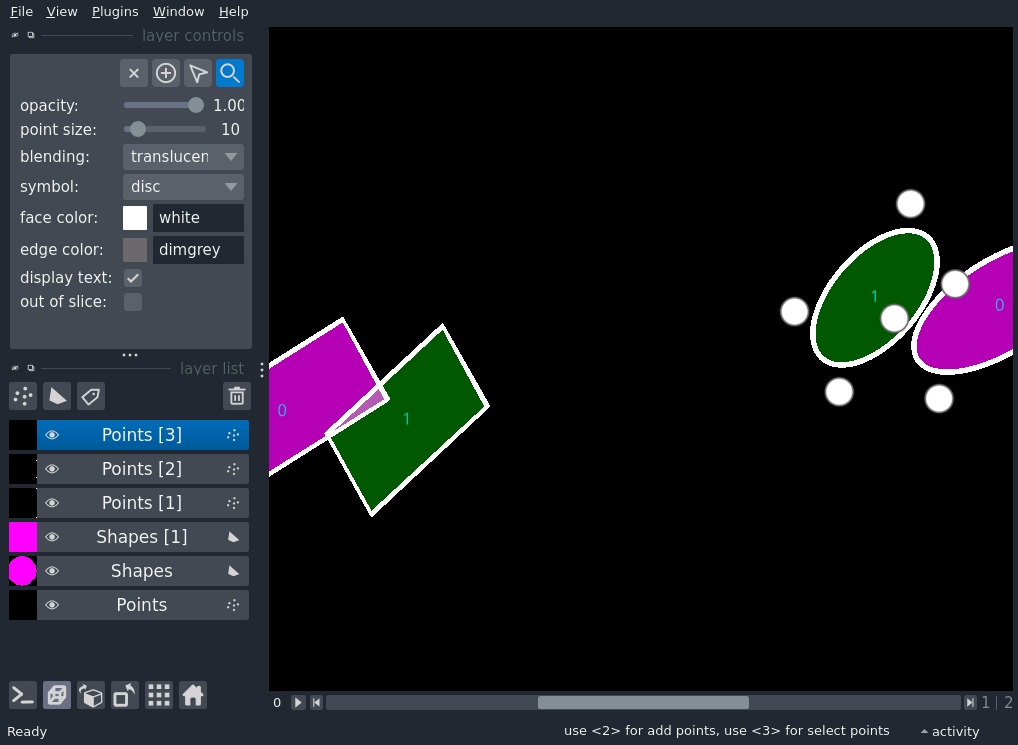 File View Plugins Window Help
layer controls
opacity: 1.00
point size: 10
blending: translucen
symbol: disc
face color: white
edge color: dimgrey
display text:
out of slice:
layer list
Points [3]
Points [2]
Points [1]
Shapes [1]
Shapes
Points
0
1
1
0
0 1 | 2
Ready use <2> for add points, use <3> for select points activity